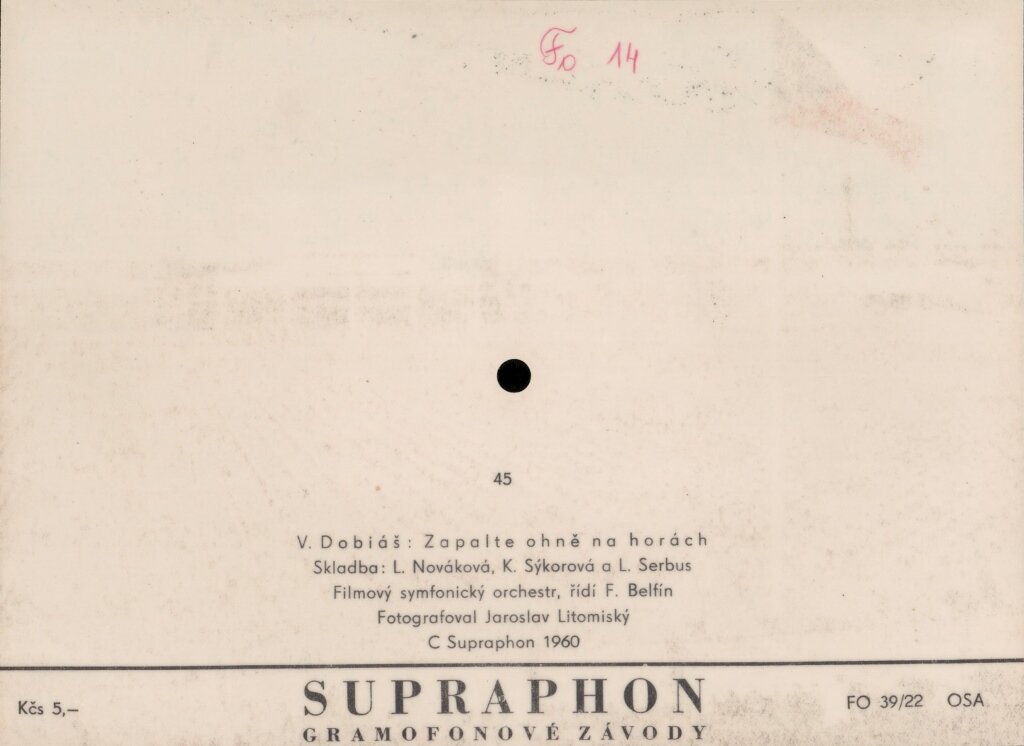 Fo 14
45
V. Dobiáš: Zapalte ohně na horách
Skladba: L. Nováková, K. Sýkorová a L. Serbus
Filmový symfonický orchestr, řídí F. Belfín
Fotografoval Jaroslav Litomiský
C Supraphon 1960
Kčs 5,—
SUPRAPHON
GRAMOFONOVÉ ZÁVODY
FO 39/22 OSA